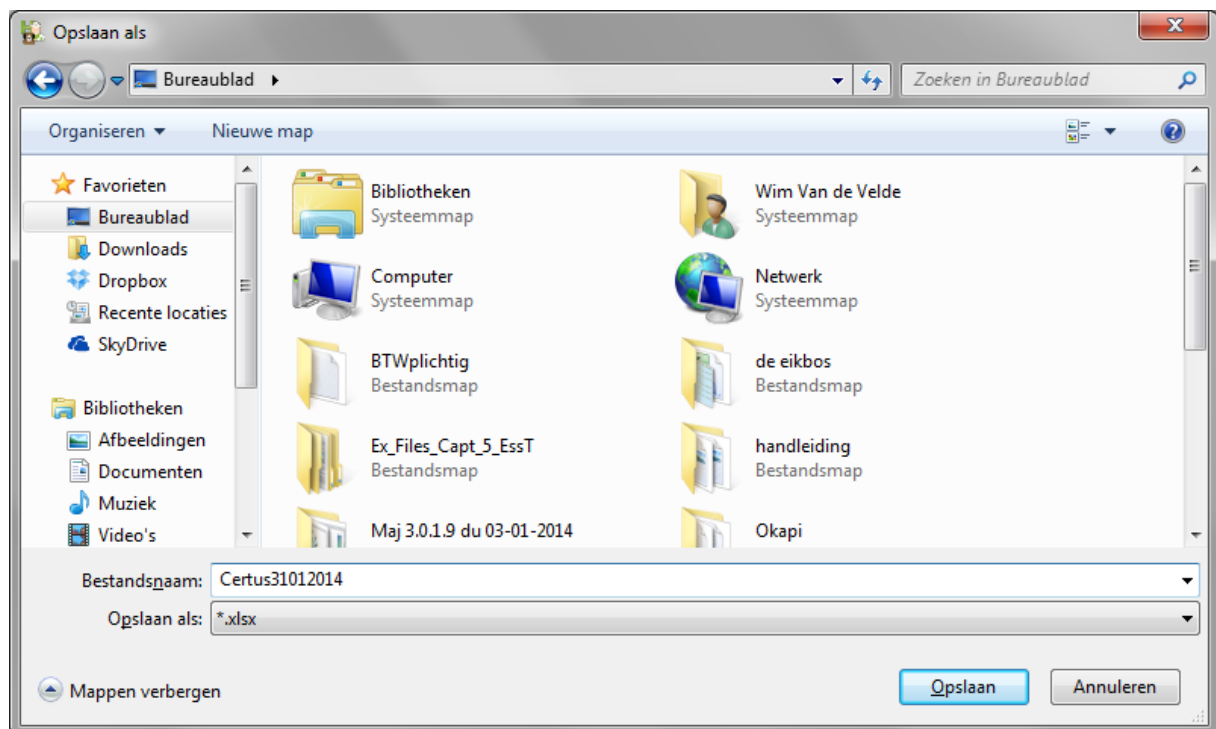 Opslaan als
Bureaublad
Zoeken in Bureaublad
Organiseren
Nieuwe map
Favorieten
Bureaublad
Downloads
Dropbox
Recente locaties
SkyDrive
Bibliotheken
Afbeeldingen
Documenten
Muziek
Video's
Bibliotheken
Systeemmap
Wim Van de Velde
Systeemmap
Computer
Systeemmap
Netwerk
Systeemmap
BTWplichtig
Bestandsmap
de eikbos
Bestandsmap
Ex_Files_Capt_5_EssT
Bestandsmap
handleiding
Bestandsmap
Maj 3.0.1.9 du 03-01-2014
Okapi
Bestandsnaam: Certus31012014
Opslaan als: *.xlsx
Mappen verbergen
Opslaan
Annuleren